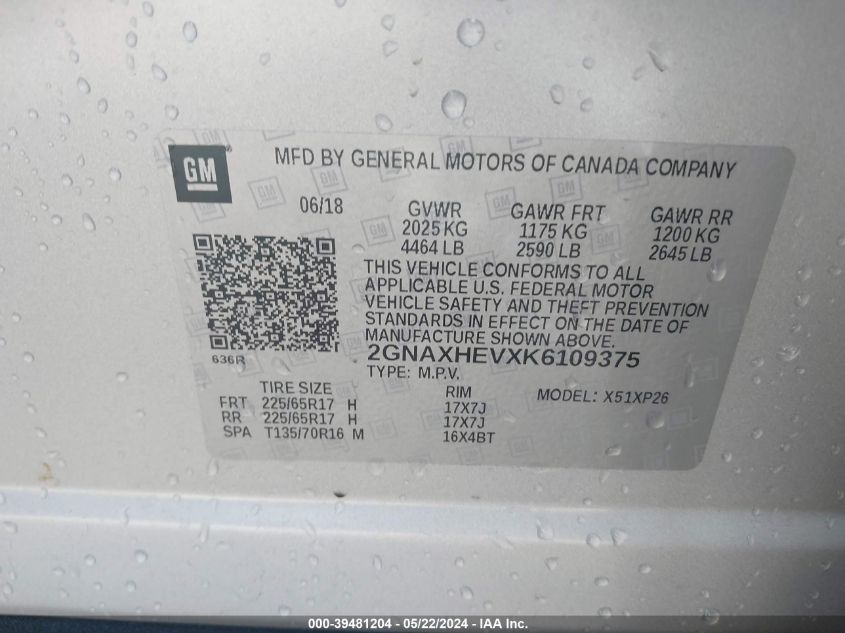 GM
MFD BY GENERAL MOTORS OF CANADA COMPANY
06/18
GVWR GAWR FRT GAWR RR
2025 KG 1175 KG 1200 KG
4464 LB 2590 LB 2645 LB
THIS VEHICLE CONFORMS TO ALL
APPLICABLE U.S. FEDERAL MOTOR
VEHICLE SAFETY AND THEFT PREVENTION
STANDARDS IN EFFECT ON THE DATE OF
MANUFACTURE SHOWN ABOVE.
636R
2GNAXHEVXK6109375
TYPE: M.P.V.
TIRE SIZE RIM MODEL: X51XP26
FRT 225/65R17 H 17X7J
RR 225/65R17 H 17X7J
SPA T135/70R16 M 16X4BT
000-39481204 - 05/22/2024 - IAA Inc.